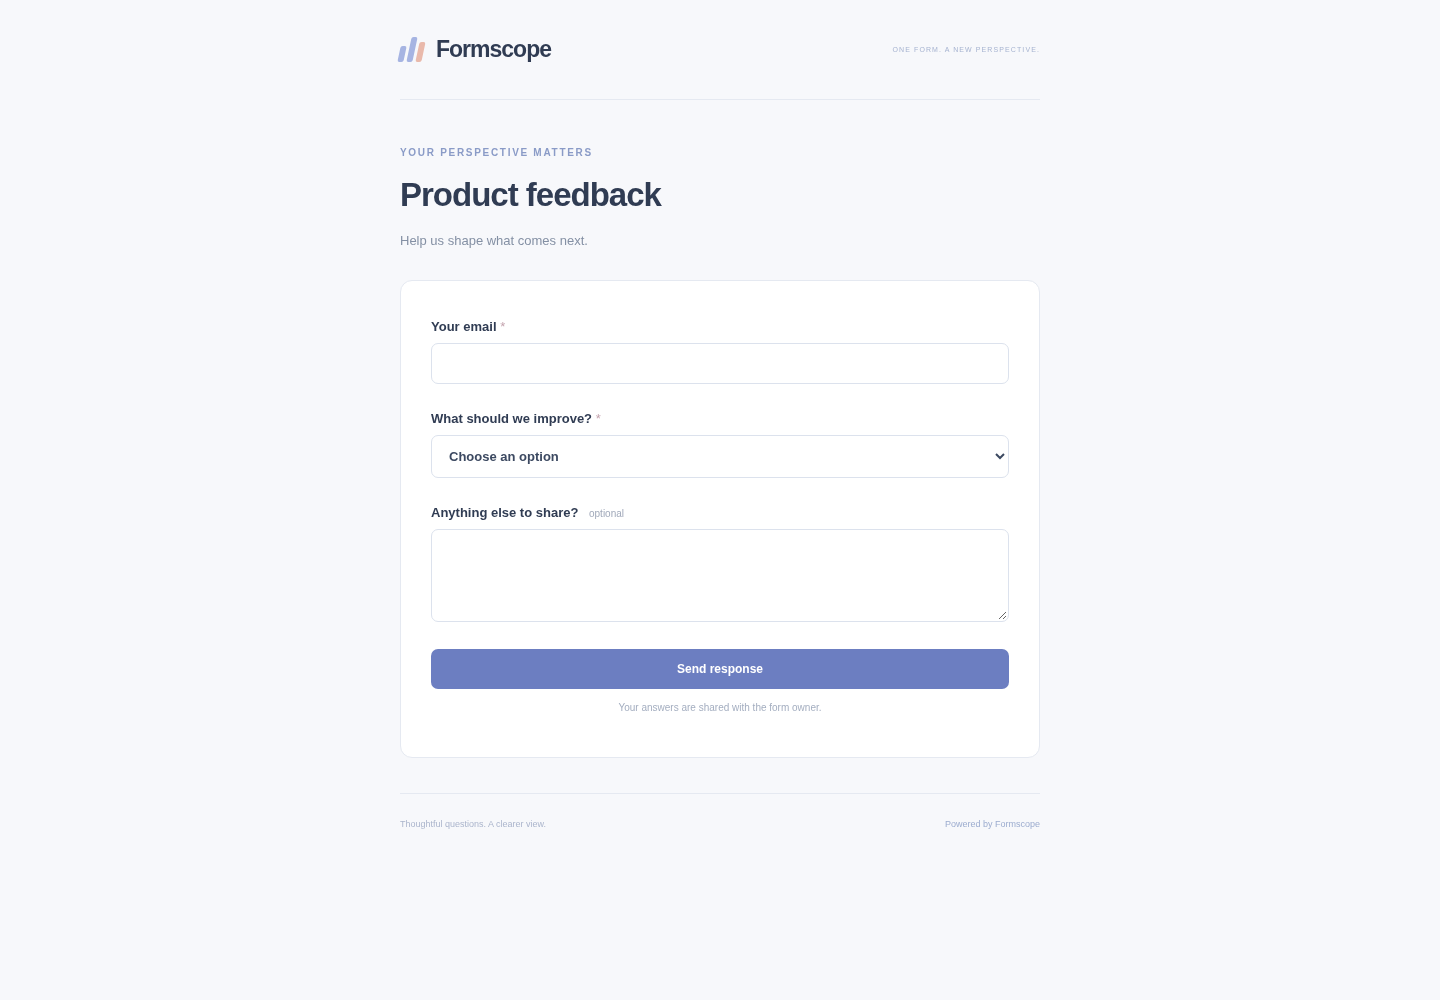 Formscope
ONE FORM. A NEW PERSPECTIVE.
YOUR PERSPECTIVE MATTERS
Product feedback
Help us shape what comes next.
Your email *
What should we improve? *
Choose an option
Anything else to share? optional
Send response
Your answers are shared with the form owner.
Thoughtful questions. A clearer view.
Powered by Formscope